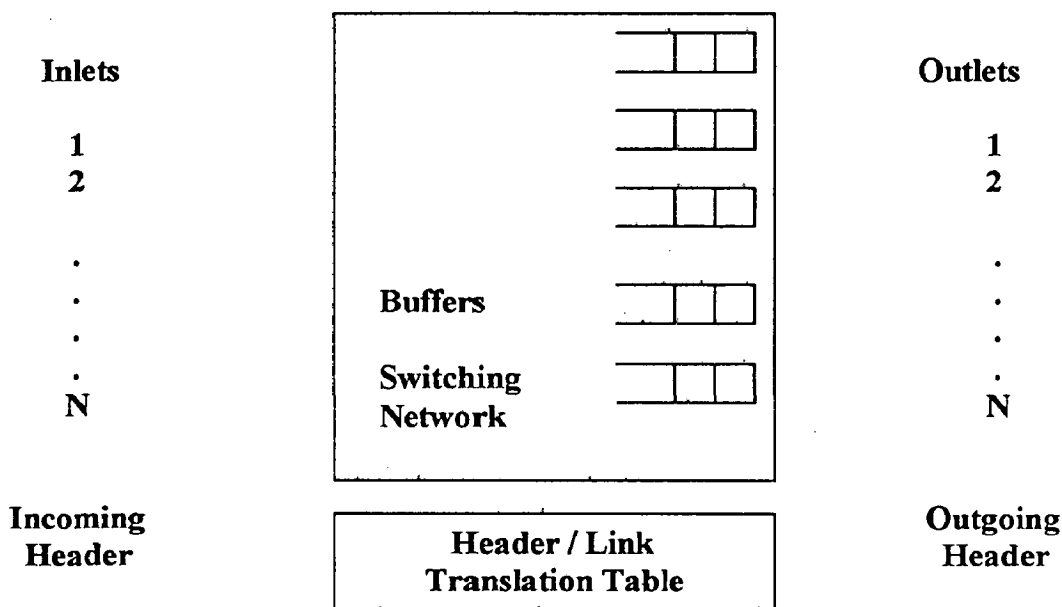 Inlets
1
2
.
.
.
.
N
Incoming
Header
Buffers
Switching
Network
Header / Link
Translation Table
Outlets
1
2
.
.
.
.
N
Outgoing
Header